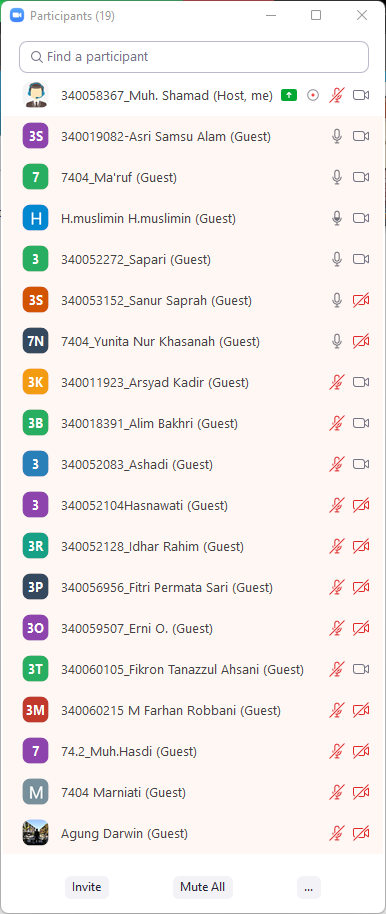 Participants (19)
Find a participant
340058367_Muh. Shamad (Host, me)
3S 340019082-Asri Samsu Alam (Guest)
7 7404_Ma'ruf (Guest)
H H.muslimin H.muslimin (Guest)
3 340052272_Sapari (Guest)
3S 340053152_Sanur Saprah (Guest)
7N 7404_Yunita Nur Khasanah (Guest)
3K 340011923_Arsyad Kadir (Guest)
3B 340018391_Alim Bakhri (Guest)
3 340052083_Ashadi (Guest)
3 340052104Hasnawati (Guest)
3R 340052128_Idhar Rahim (Guest)
3P 340056956_Fitri Permata Sari (Guest)
3O 340059507_Erni O. (Guest)
3T 340060105_Fikron Tanazzul Ahsani (Guest)
3M 340060215 M Farhan Robbani (Guest)
7 74.2_Muh.Hasdi (Guest)
M 7404 Marniati (Guest)
Agung Darwin (Guest)
Invite Mute All ...